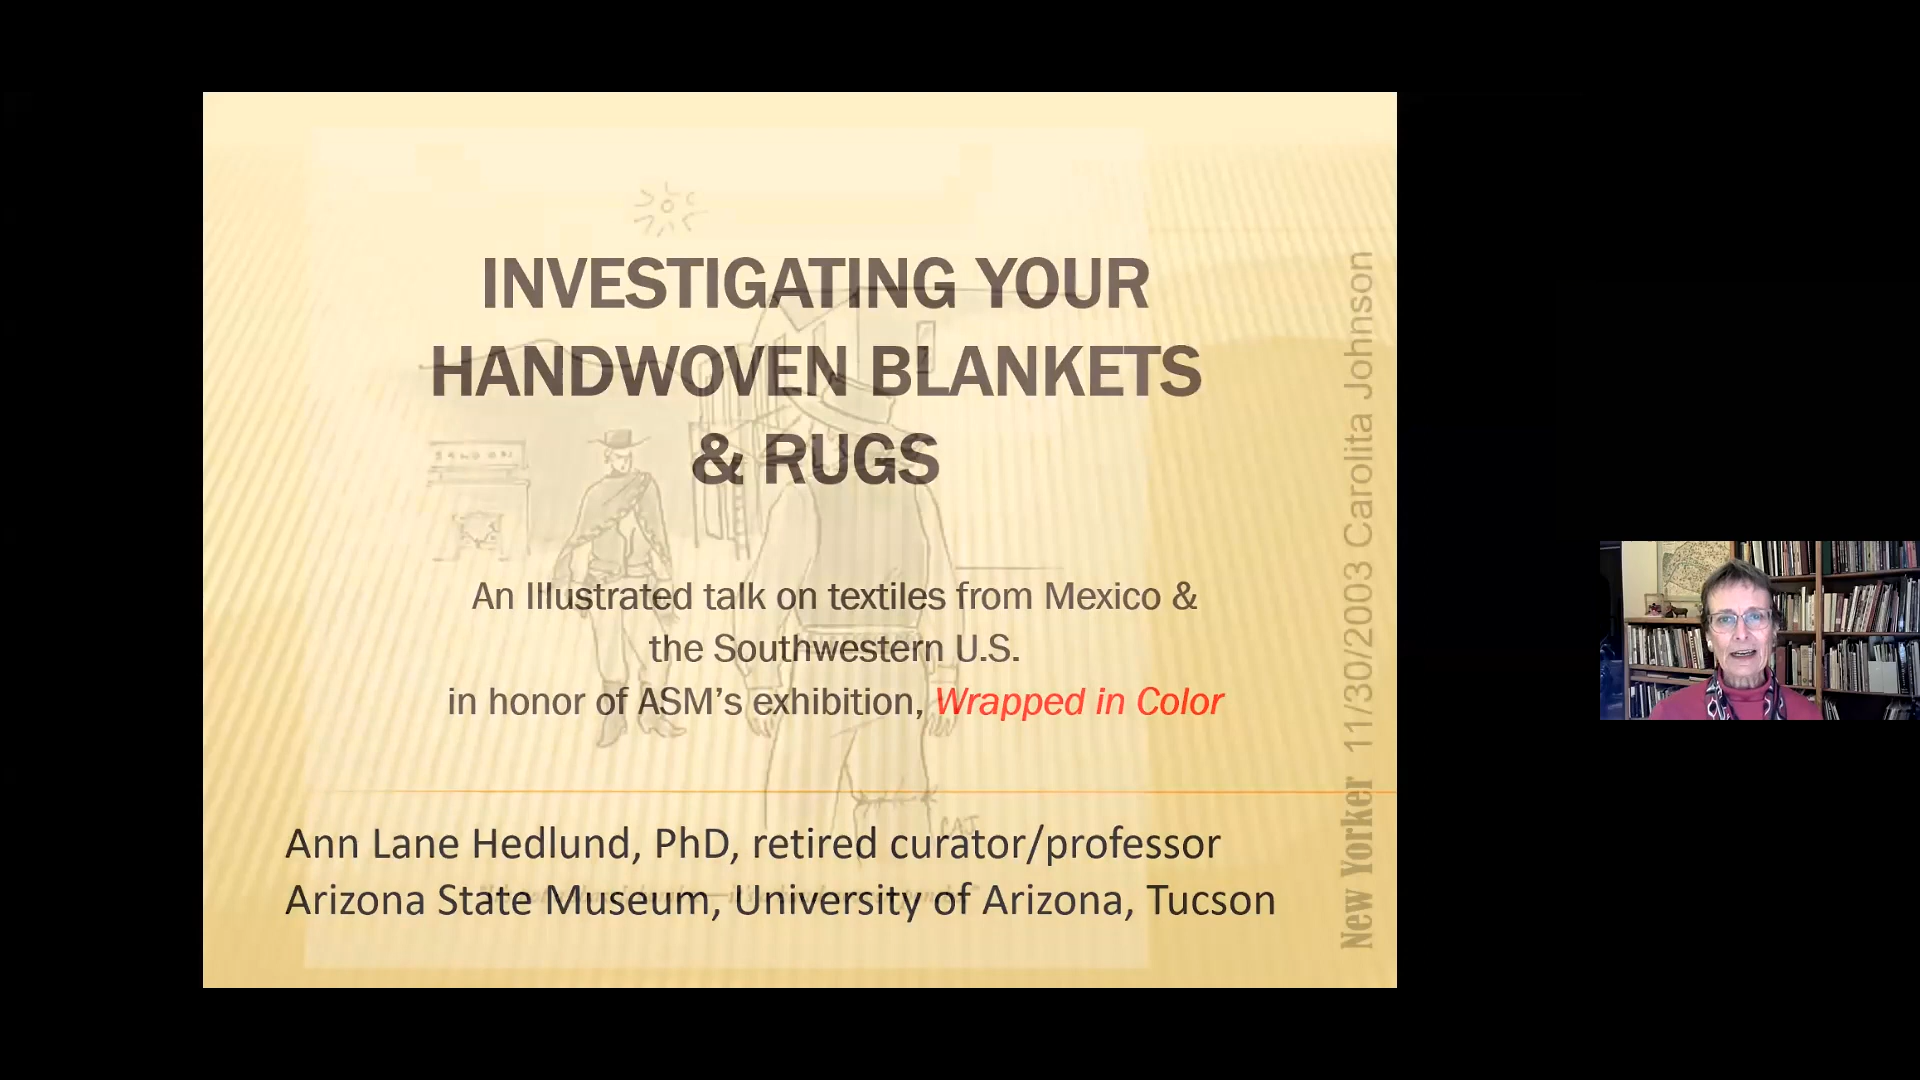 INVESTIGATING YOUR
HANDWOVEN BLANKETS
& RUGS
An Illustrated talk on textiles from Mexico &
the Southwestern U.S.
in honor of ASM’s exhibition, Wrapped in Color
Ann Lane Hedlund, PhD, retired curator/professor
Arizona State Museum, University of Arizona, Tucson
New Yorker 11/30/2003 Carolita Johnson
CAJ